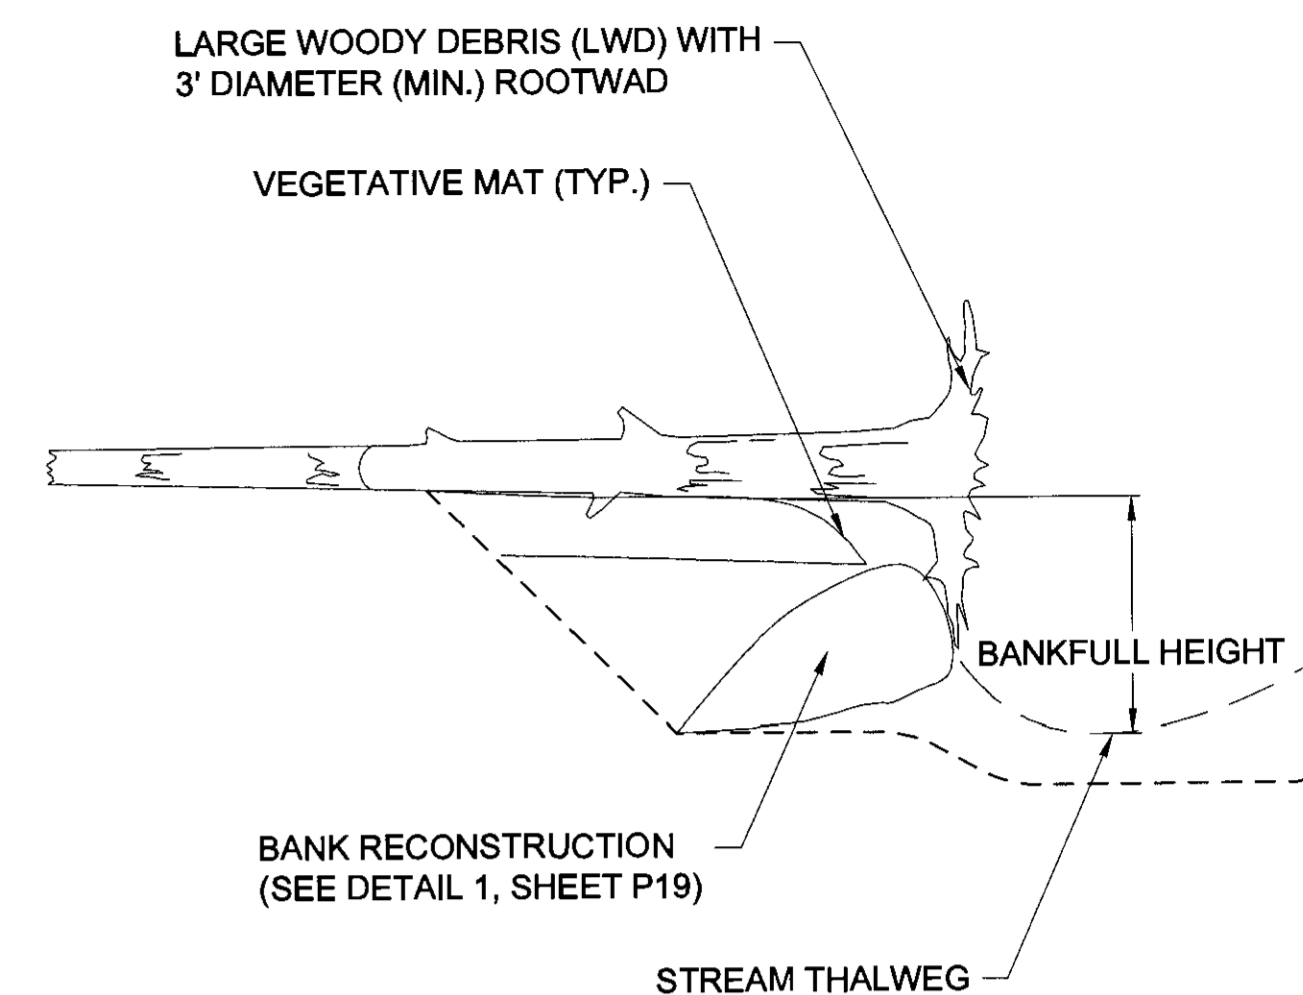 LARGE WOODY DEBRIS (LWD) WITH
3' DIAMETER (MIN.) ROOTWAD
VEGETATIVE MAT (TYP.)
BANKFULL HEIGHT
BANK RECONSTRUCTION
(SEE DETAIL 1, SHEET P19)
STREAM THALWEG